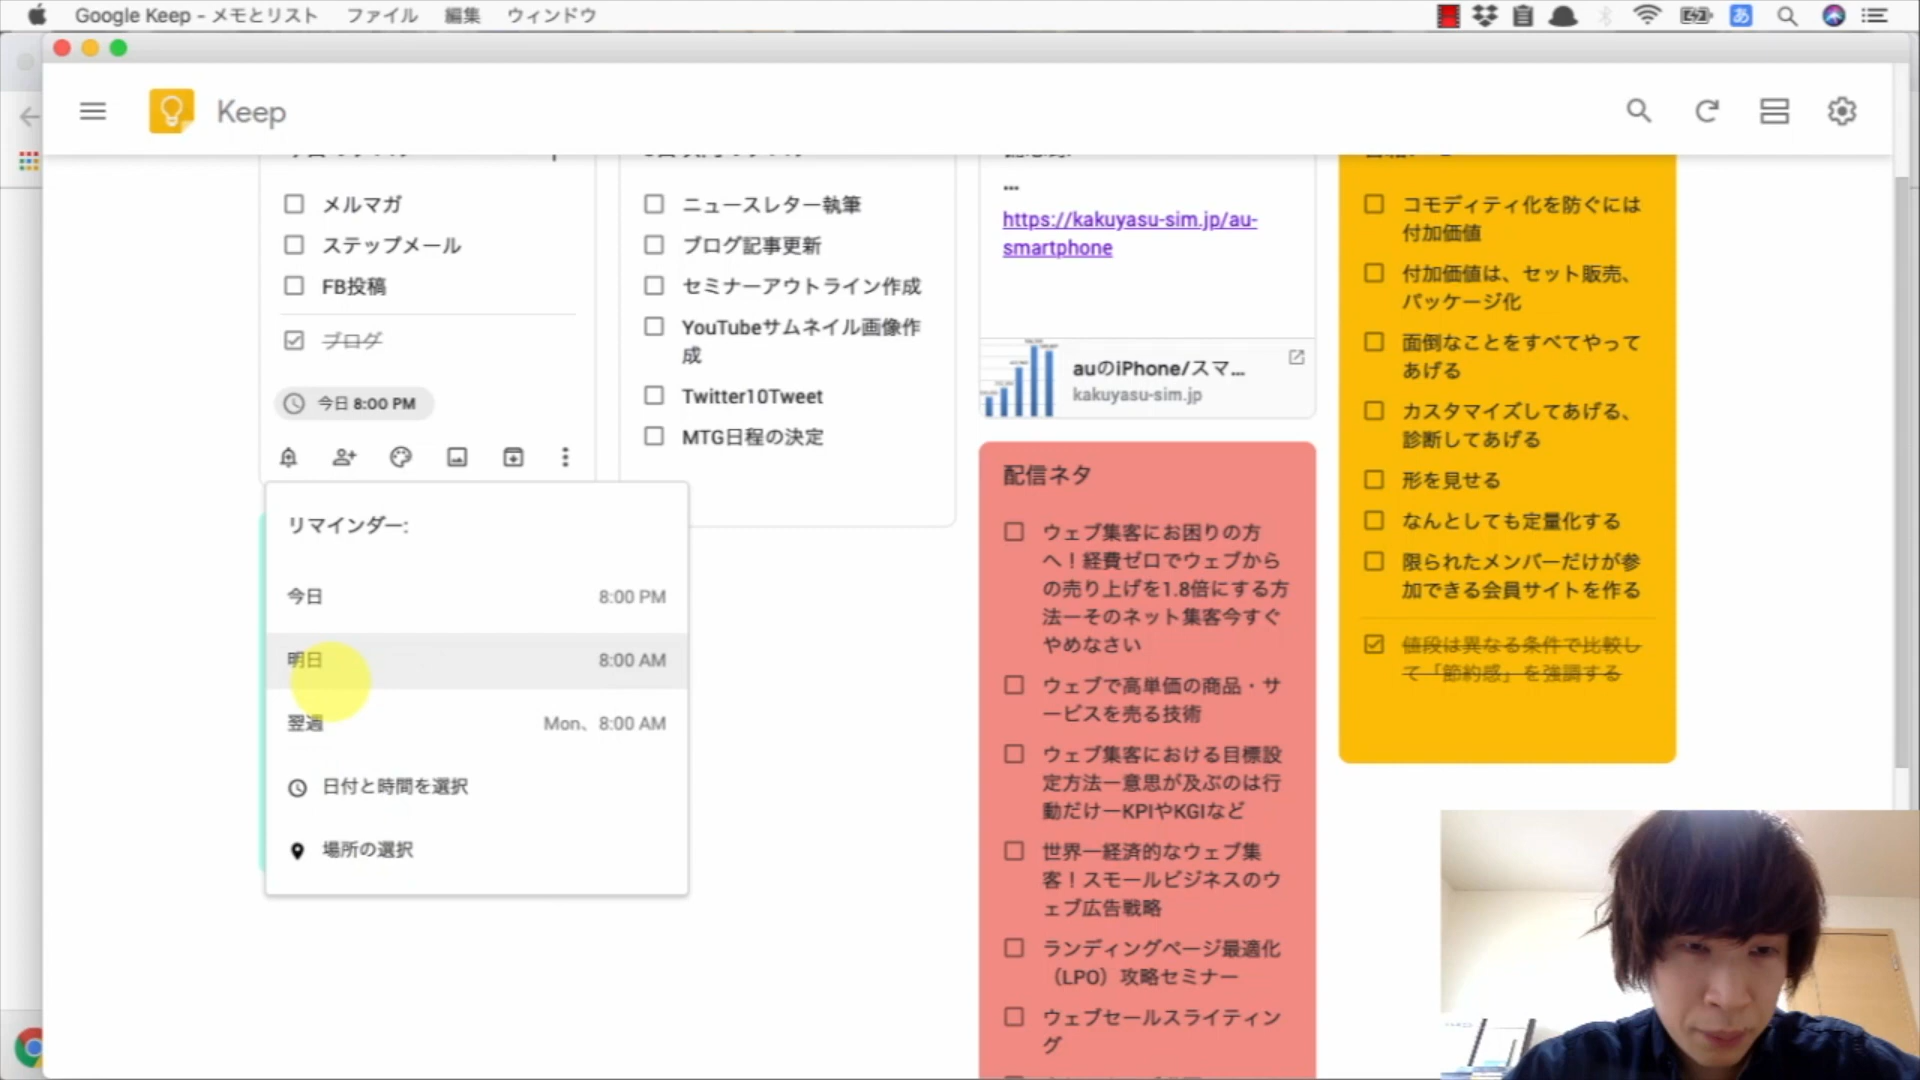 Google Keep - メモとリスト ファイル 編集 ウィンドウ
あ
Keep
メルマガ
ステップメール
FB投稿
ブログ
今日 8:00 PM
リマインダー:
今日 8:00 PM
明日 8:00 AM
翌週 Mon、8:00 AM
日付と時間を選択
場所の選択
ニュースレター執筆
ブログ記事更新
セミナーアウトライン作成
YouTubeサムネイル画像作
成
Twitter10Tweet
MTG日程の決定
...
https://kakuyasu-sim.jp/au-
smartphone
auのiPhone/スマ...
kakuyasu-sim.jp
配信ネタ
ウェブ集客にお困りの方
へ！経費ゼロでウェブから
の売り上げを1.8倍にする方
法ーそのネット集客今すぐ
やめなさい
ウェブで高単価の商品・サ
ービスを売る技術
ウェブ集客における目標設
定方法ー意思が及ぶのは行
動だけーKPIやKGIなど
世界一経済的なウェブ集
客！スモールビジネスのウ
ェブ広告戦略
ランディングページ最適化
（LPO）攻略セミナー
ウェブセールスライティン
グ
コモディティ化を防ぐには
付加価値
付加価値は、セット販売、
パッケージ化
面倒なことをすべてやって
あげる
カスタマイズしてあげる、
診断してあげる
形を見せる
なんとしても定量化する
限られたメンバーだけが参
加できる会員サイトを作る
値段は異なる条件で比較し
て「節約感」を強調する